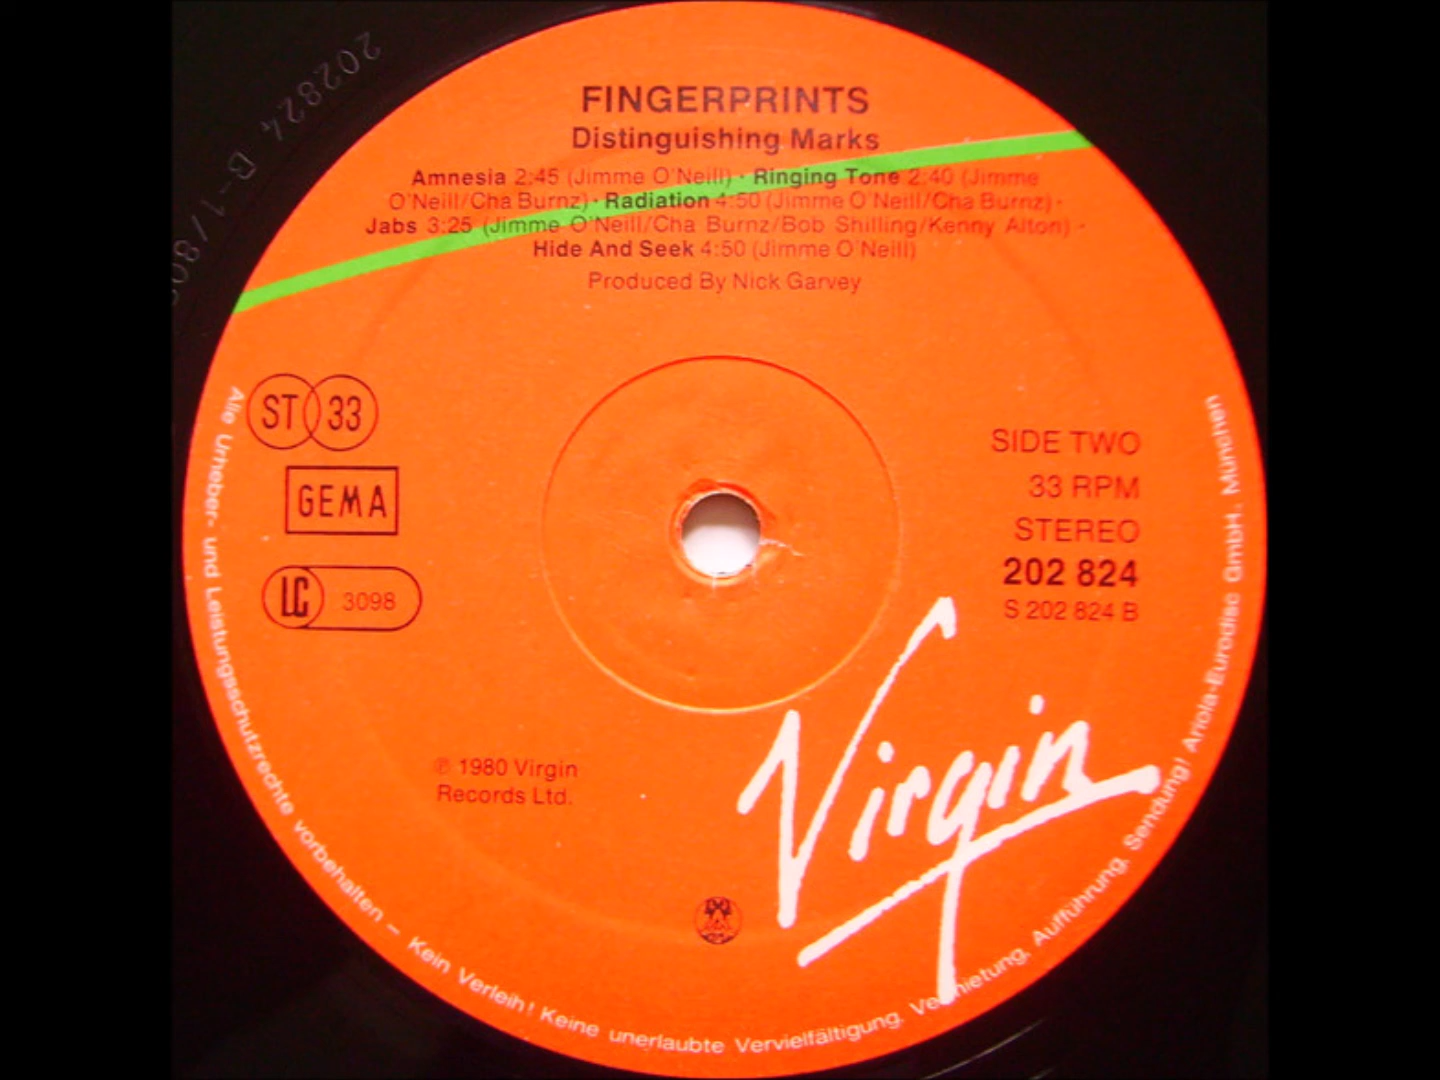 FINGERPRINTS
Distinguishing Marks
Amnesia 2:45 (Jimme O'Neill) · Ringing Tone 2:40 (Jimme
O'Neill/Cha Burnz) · Radiation 4:50 (Jimme O'Neill/Cha Burnz) ·
Jabs 3:25 (Jimme O'Neill/Cha Burnz/Bob Shilling/Kenny Alton) ·
Hide And Seek 4:50 (Jimme O'Neill)
Produced By Nick Garvey
ST 33
GEMA
LC 3098
SIDE TWO
33 RPM
STEREO
202 824
S 202 824 B
℗ 1980 Virgin
Records Ltd.
Virgin
Alle Urheber- und Leistungsschutzrechte vorbehalten – Kein Verleih! Keine unerlaubte Vervielfältigung, Vermietung, Aufführung, Sendung! Ariola-Eurodisc GmbH, München
202824 B-1/80